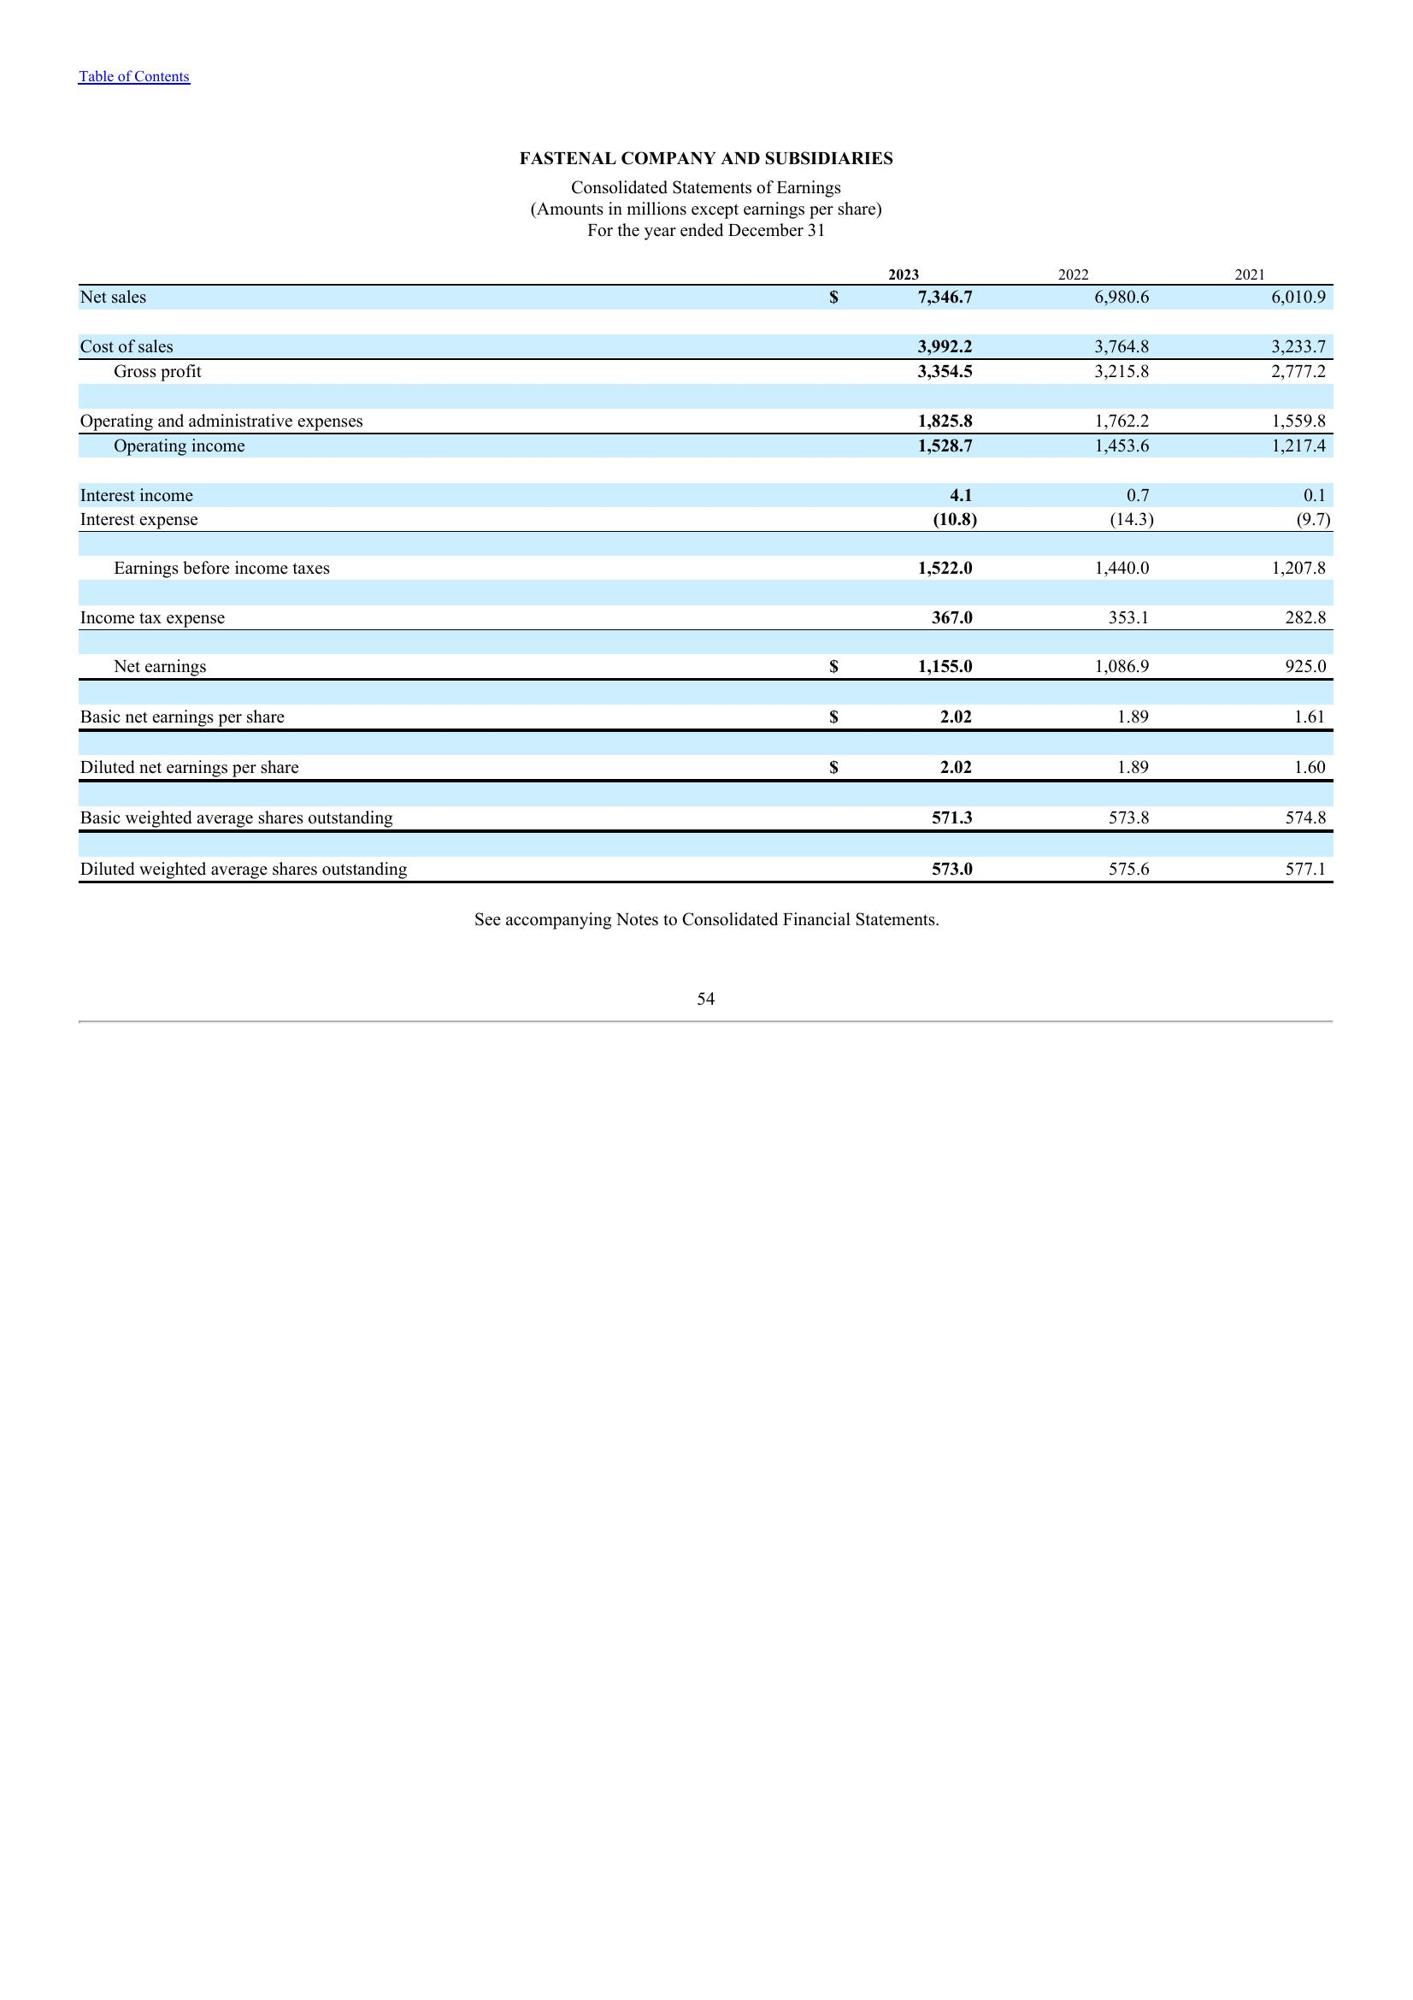 Table of Contents
FASTENAL COMPANY AND SUBSIDIARIES
Consolidated Statements of Earnings
(Amounts in millions except earnings per share)
For the year ended December 31
2023 2022 2021
Net sales $ 7,346.7 6,980.6 6,010.9
Cost of sales 3,992.2 3,764.8 3,233.7
Gross profit 3,354.5 3,215.8 2,777.2
Operating and administrative expenses 1,825.8 1,762.2 1,559.8
Operating income 1,528.7 1,453.6 1,217.4
Interest income 4.1 0.7 0.1
Interest expense (10.8) (14.3) (9.7)
Earnings before income taxes 1,522.0 1,440.0 1,207.8
Income tax expense 367.0 353.1 282.8
Net earnings $ 1,155.0 1,086.9 925.0
Basic net earnings per share $ 2.02 1.89 1.61
Diluted net earnings per share $ 2.02 1.89 1.60
Basic weighted average shares outstanding 571.3 573.8 574.8
Diluted weighted average shares outstanding 573.0 575.6 577.1
See accompanying Notes to Consolidated Financial Statements.
54